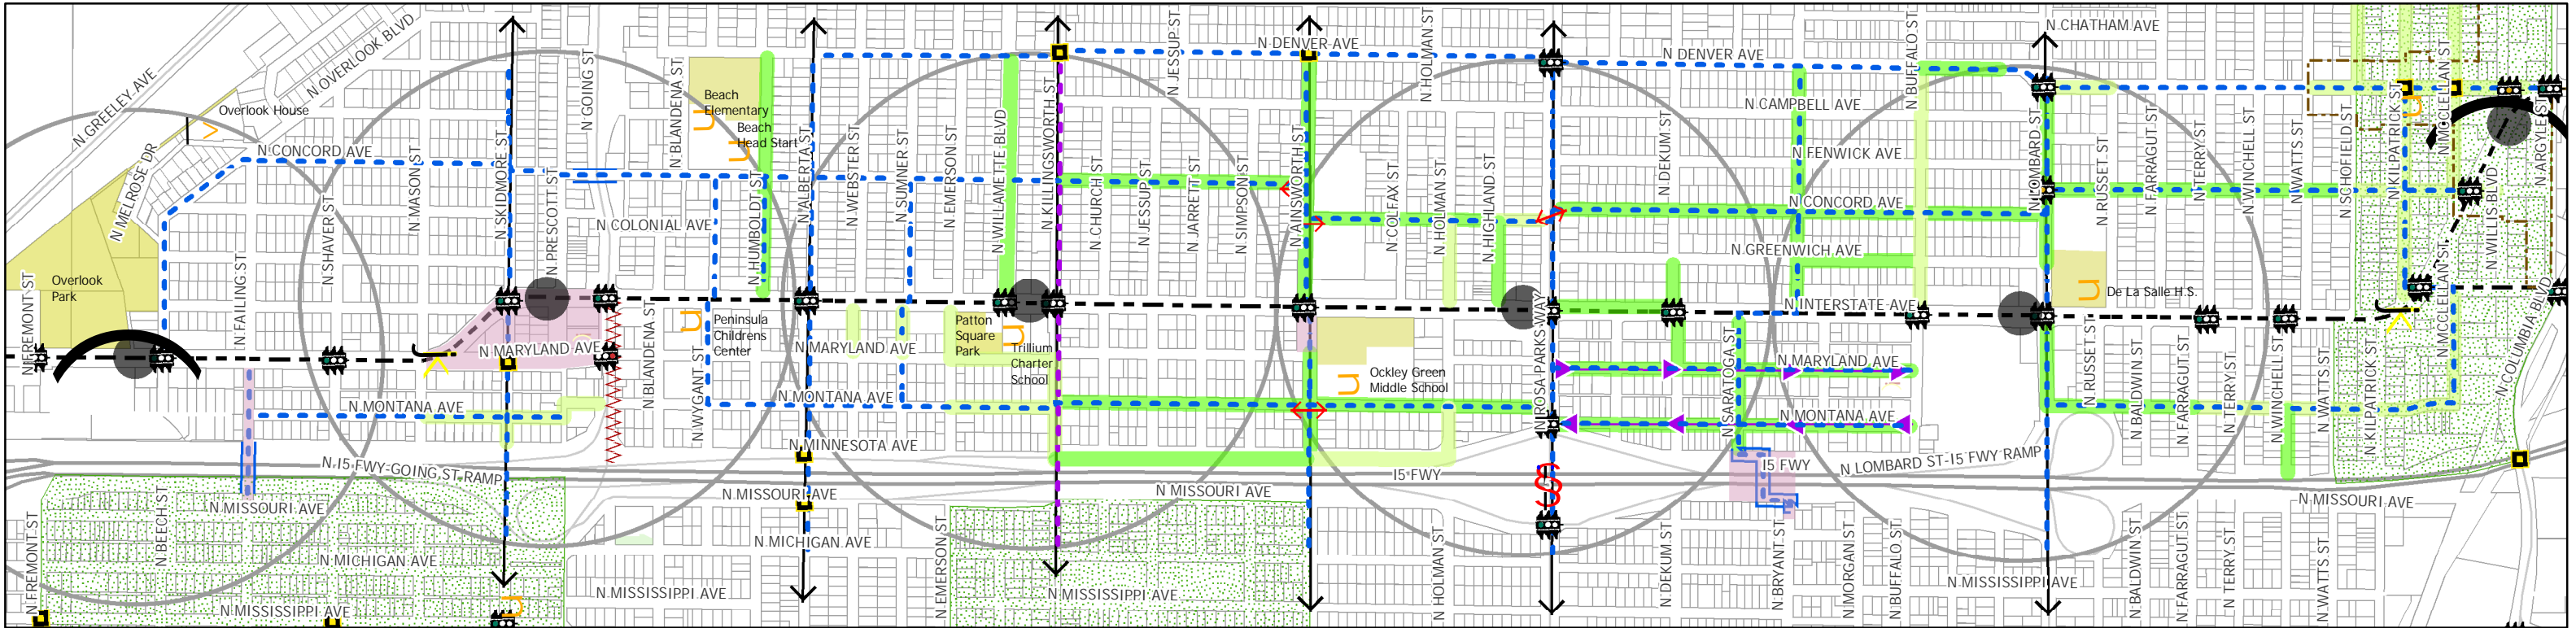 N CHATHAM AVE
N DENVER AVE
N DENVER AVE
N OVERLOOK BLVD
N GREELEY AVE
Overlook House
N GOING ST
N BLANDENA ST
Beach
Elementary
Beach
Head Start
N JESSUP ST
N HOLMAN ST
N BUFFALO ST
N CAMPBELL AVE
N FENWICK AVE
N MCCLELLAN ST
N KILPATRICK ST
N ARGYLE ST
N CONCORD AVE
N MELROSE DR
N MASON ST
N SKIDMORE ST
N PRESCOTT ST
N SHAVER ST
N FAILING ST
N COLONIAL AVE
N HUMBOLDT ST
N ALBERTA ST
N WEBSTER ST
N SUMNER ST
N EMERSON ST
N WILLAMETTE BLVD
N KILLINGSWORTH ST
N CHURCH ST
N JESSUP ST
N JARRETT ST
N SIMPSON ST
N AINSWORTH ST
N COLFAX ST
N HOLMAN ST
N HIGHLAND ST
N DEKUM ST
N CONCORD AVE
N GREENWICH AVE
N LOMBARD ST
N RUSSET ST
N FARRAGUT ST
N TERRY ST
N WINCHELL ST
N WATTS ST
N SCHOFIELD ST
N WILLIS BLVD
Overlook
Park
N FREMONT ST
N INTERSTATE AVE
De La Salle H.S.
N MCCLELLAN ST
N COLUMBIA BLVD
N MARYLAND AVE
N BLANDENA ST
N WYGANT ST
Peninsula
Childrens
Center
N MARYLAND AVE
Patton
Square
Park
Trillium
Charter
School
Ockley Green
Middle School
N ROSA PARKS WAY
N SARATOGA ST
N MARYLAND AVE
N MONTANA AVE
N MONTANA AVE
N MONTANA AVE
N RUSSET ST
N BALDWIN ST
N FARRAGUT ST
N TERRY ST
N WINCHELL ST
N WATTS ST
N KILPATRICK ST
N MINNESOTA AVE
N I5 FWY-GOING ST RAMP
I5 FWY
I5 FWY
N LOMBARD ST-I5 FWY RAMP
N MISSOURI AVE
N MISSOURI AVE
N MISSOURI AVE
N MISSOURI AVE
N FREMONT ST
N BEECH ST
N MICHIGAN AVE
N MICHIGAN AVE
N EMERSON ST
N MISSISSIPPI AVE
N MISSISSIPPI AVE
N MISSISSIPPI AVE
N MISSISSIPPI AVE
N HOLMAN ST
N DEKUM ST
N BRYANT ST
N MORGAN ST
N BUFFALO ST
N BALDWIN ST
N FARRAGUT ST
N TERRY ST
N WATTS ST